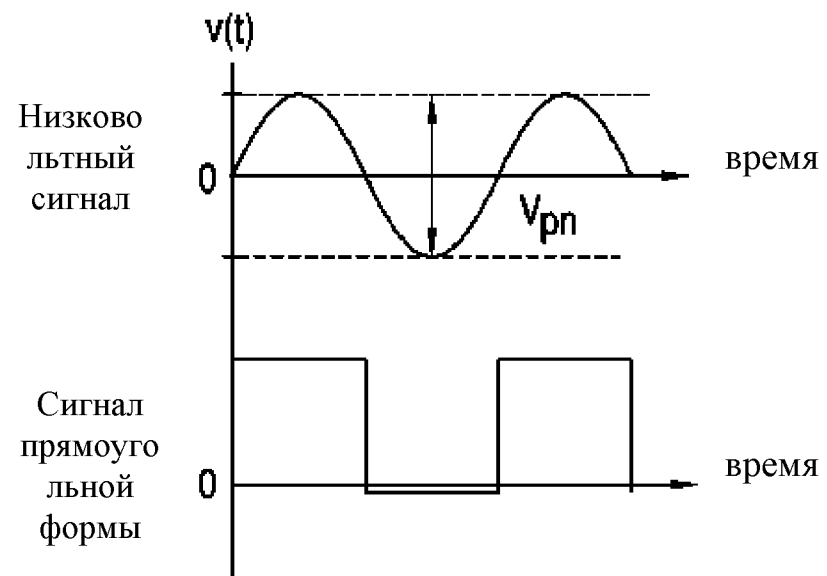 v(t)
Низково
льтный
сигнал
0
время
Vpn
Сигнал
прямоуго
льной
формы
0
время